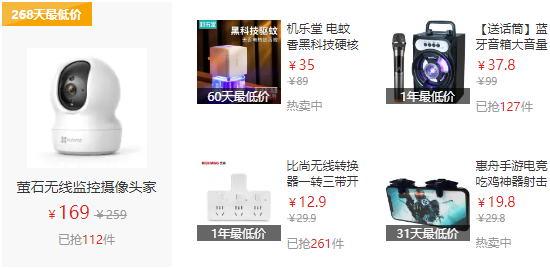 268天最低价
萤石无线监控摄像头家
￥169 ￥259
已抢112件
机乐堂 电蚊
香黑科技硬核
￥35
￥89
热卖中
黑科技驱蚊
60天最低价
【送话筒】蓝
牙音箱大音量
￥37.8
￥99
已抢127件
1年最低价
比尚无线转换
器一转三带开
￥12.9
￥29.9
已抢261件
1年最低价
惠舟手游电竞
吃鸡神器射击
￥19.8
￥29.8
热卖中
31天最低价